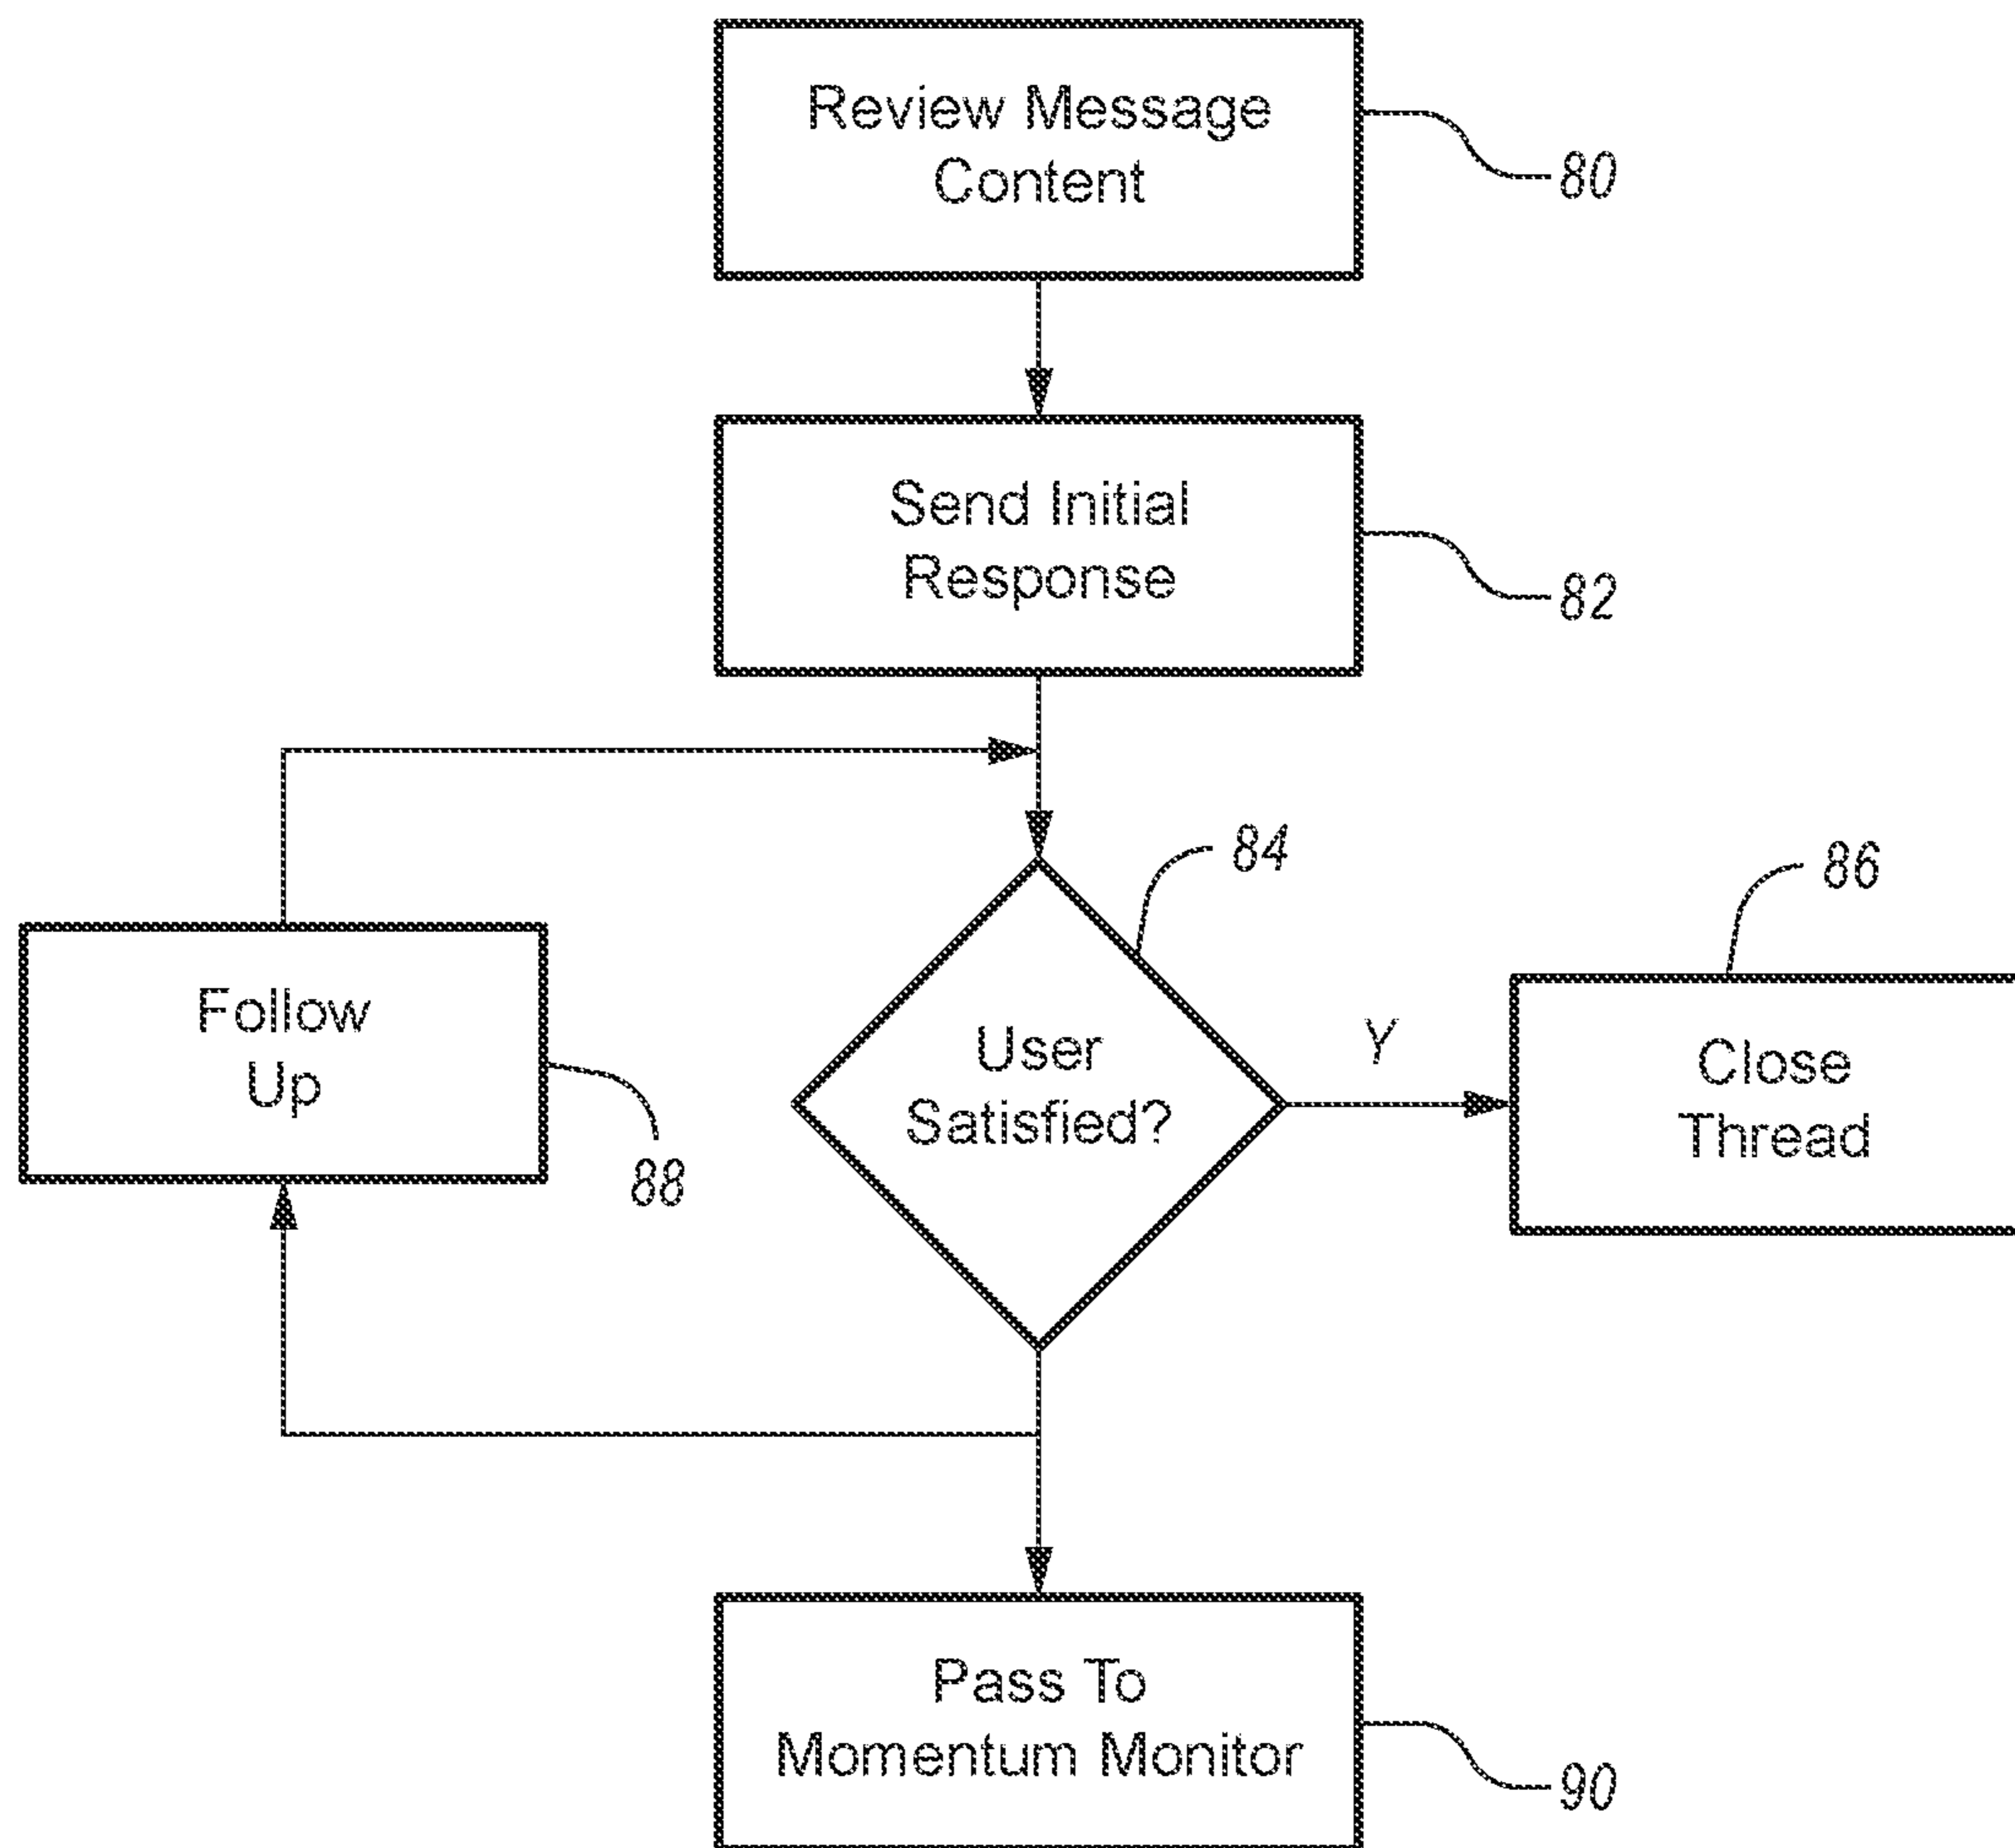 Review Message
Content
80
Send Initial
Response
82
84
86
Follow
Up
88
User
Satisfied?
Y
Close
Thread
Pass To
Momentum Monitor
90